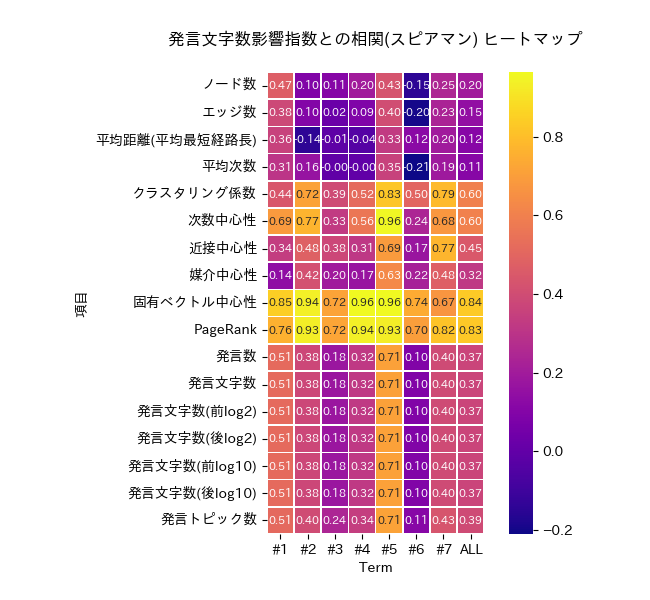 発言文字数影響指数との相関(スピアマン) ヒートマップ
項目
ノード数 0.47 0.10 0.11 0.20 0.43 -0.15 0.25 0.20
エッジ数 0.38 0.10 0.02 0.09 0.40 -0.20 0.23 0.15
平均距離(平均最短経路長) 0.36 -0.14 -0.01 -0.04 0.33 0.12 0.20 0.12
平均次数 0.31 0.16 -0.00 -0.00 0.35 -0.21 0.19 0.11
クラスタリング係数 0.44 0.72 0.39 0.52 0.83 0.50 0.79 0.60
次数中心性 0.69 0.77 0.33 0.56 0.96 0.24 0.68 0.60
近接中心性 0.34 0.48 0.38 0.31 0.69 0.17 0.77 0.45
媒介中心性 0.14 0.42 0.20 0.17 0.63 0.22 0.48 0.32
固有ベクトル中心性 0.85 0.94 0.72 0.96 0.96 0.74 0.67 0.84
PageRank 0.76 0.93 0.72 0.94 0.93 0.70 0.82 0.83
発言数 0.51 0.38 0.18 0.32 0.71 0.10 0.40 0.37
発言文字数 0.51 0.38 0.18 0.32 0.71 0.10 0.40 0.37
発言文字数(前log2) 0.51 0.38 0.18 0.32 0.71 0.10 0.40 0.37
発言文字数(後log2) 0.51 0.38 0.18 0.32 0.71 0.10 0.40 0.37
発言文字数(前log10) 0.51 0.38 0.18 0.32 0.71 0.10 0.40 0.37
発言文字数(後log10) 0.51 0.38 0.18 0.32 0.71 0.10 0.40 0.37
発言トピック数 0.51 0.40 0.24 0.34 0.71 0.11 0.43 0.39
#1 #2 #3 #4 #5 #6 #7 ALL
Term
0.8
0.6
0.4
0.2
0.0
−0.2